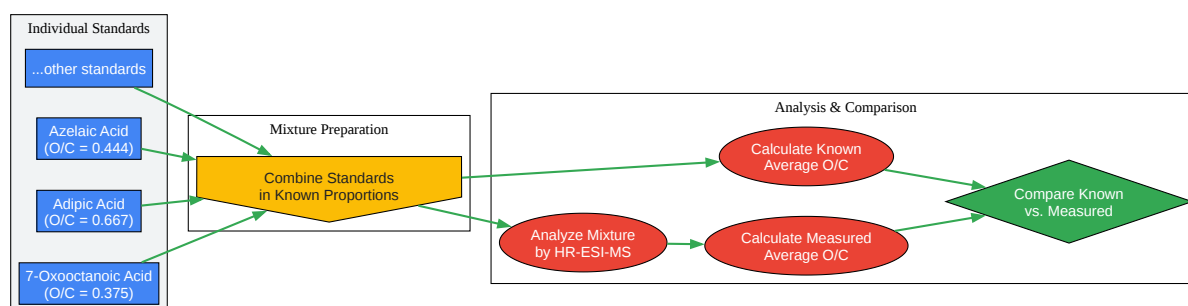 Individual Standards
...other standards
Azelaic Acid
(O/C = 0.444)
Adipic Acid
(O/C = 0.667)
7-Oxooctanoic Acid
(O/C = 0.375)
Mixture Preparation
Combine Standards
in Known Proportions
Analysis & Comparison
Calculate Known
Average O/C
Analyze Mixture
by HR-ESI-MS
Calculate Measured
Average O/C
Compare Known
vs. Measured